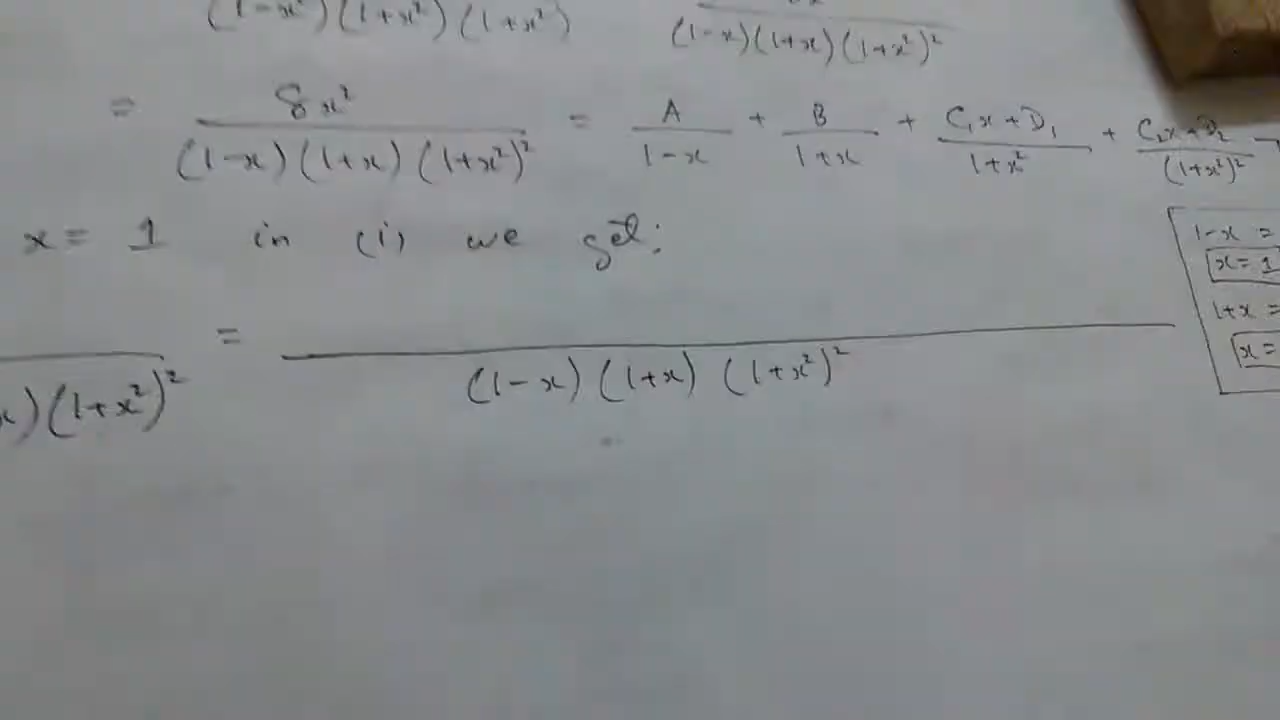 (1-x²)(1+x²)(1+x²) (1-x)(1+x)(1+x²)²
= 8x² / (1-x)(1+x)(1+x²)² = A / 1-x + B / 1+x + C₁x+D₁ / 1+x² + C₂x+D₂ / (1+x²)²
x = 1 in (i) we get:
1-x =
x=1
1+x =
x=
x)(1+x²)² = (1-x)(1+x)(1+x²)²